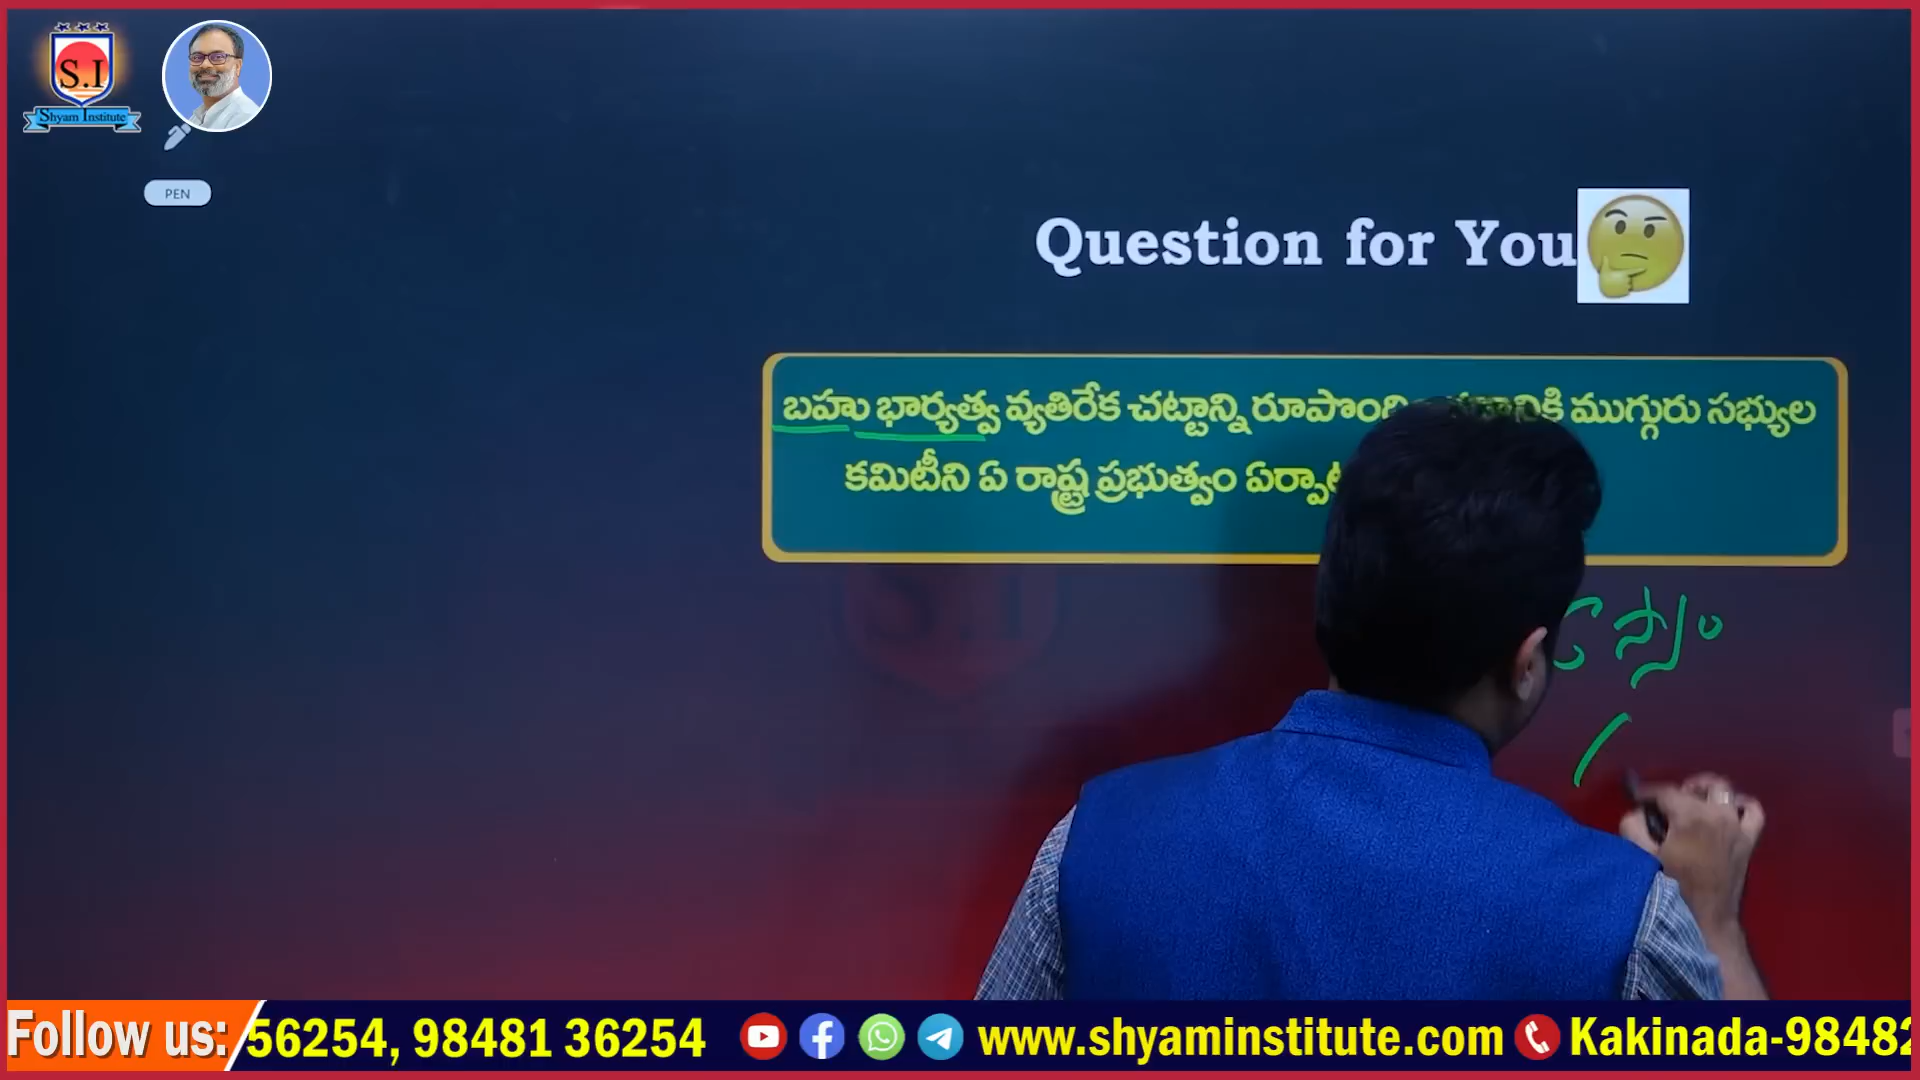 S.I
Shyam Institute
PEN
Question for You
బహు భార్యత్వ వ్యతిరేక చట్టాన్ని ముగ్గురు సభ్యుల
కమిటీని ఏ రాష్ట్ర ప్రభుత్వం
S.I
Follow us: 56254, 98481 36254 www.shyaminstitute.com Kakinada-98482